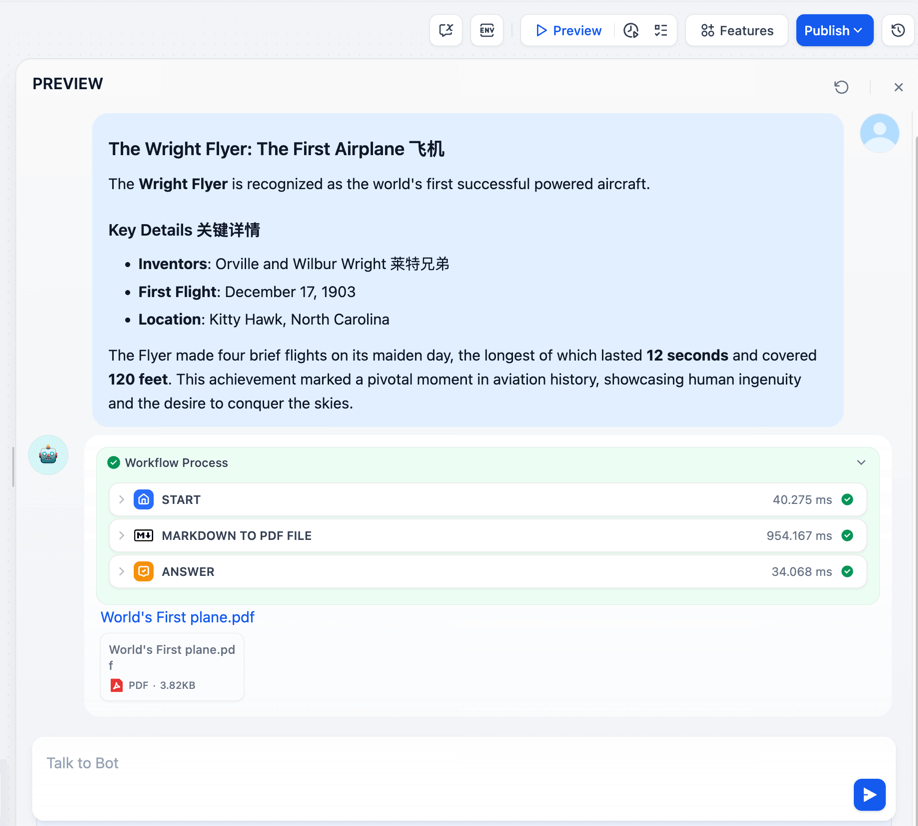 ENV
Preview
Features
Publish
PREVIEW
The Wright Flyer: The First Airplane 飞机
The Wright Flyer is recognized as the world's first successful powered aircraft.
Key Details 关键详情
• Inventors: Orville and Wilbur Wright 莱特兄弟
• First Flight: December 17, 1903
• Location: Kitty Hawk, North Carolina
The Flyer made four brief flights on its maiden day, the longest of which lasted 12 seconds and covered
120 feet. This achievement marked a pivotal moment in aviation history, showcasing human ingenuity
and the desire to conquer the skies.
Workflow Process
START 40.275 ms
M MARKDOWN TO PDF FILE 954.167 ms
ANSWER 34.068 ms
World's First plane.pdf
World's First plane.pd
f
PDF · 3.82KB
Talk to Bot